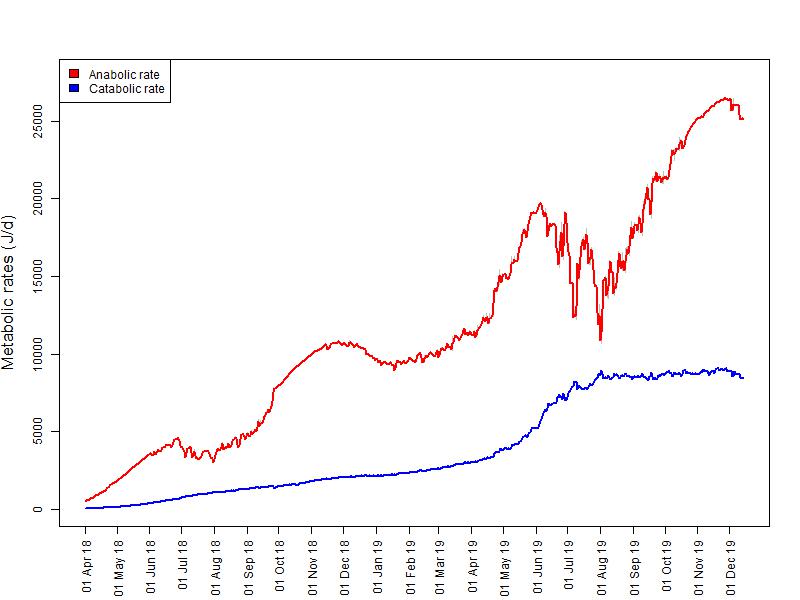 Anabolic rate
Catabolic rate
Metabolic rates (J/d)
25000
20000
15000
10000
5000
0
01 Apr 18
01 May 18
01 Jun 18
01 Jul 18
01 Aug 18
01 Sep 18
01 Oct 18
01 Nov 18
01 Dec 18
01 Jan 19
01 Feb 19
01 Mar 19
01 Apr 19
01 May 19
01 Jun 19
01 Jul 19
01 Aug 19
01 Sep 19
01 Oct 19
01 Nov 19
01 Dec 19